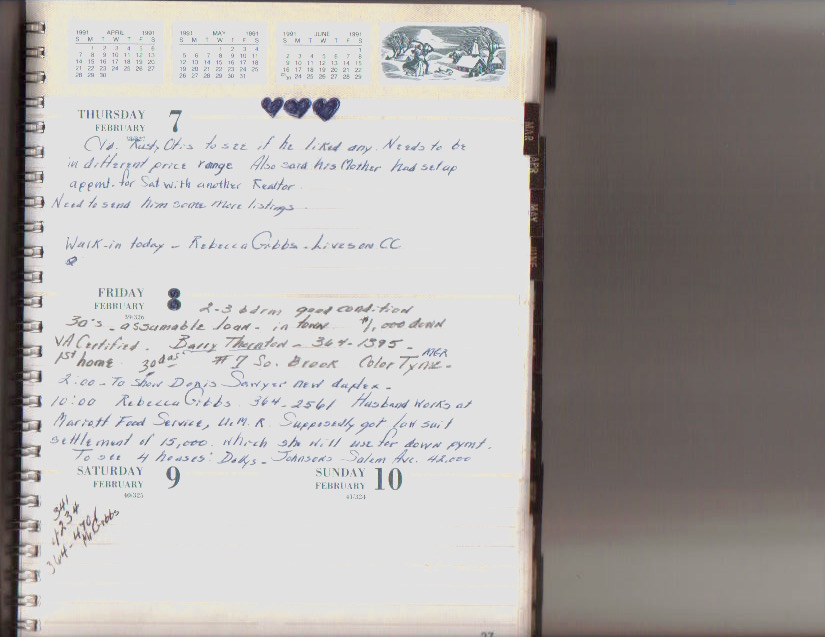 1991 APRIL 1991
S M T W T F S
1 2 3 4 5 6
7 8 9 10 11 12 13
14 15 16 17 18 19 20
21 22 23 24 25 26 27
28 29 30
1991 MAY 1991
S M T W T F S
1 2 3 4
5 6 7 8 9 10 11
12 13 14 15 16 17 18
19 20 21 22 23 24 25
26 27 28 29 30 31
1991 JUNE 1991
S M T W T F S
1
2 3 4 5 6 7 8
9 10 11 12 13 14 15
16 17 18 19 20 21 22
23/30 24 25 26 27 28 29
THURSDAY 7
FEBRUARY
Rusty Otis to see if he liked any. Needs to be
in different price range. Also said his Mother had set up
appmt. for Sat with another Realtor.
Need to send him some more listings
Walk-in today - Rebecca Gibbs - Lives on CC
FRIDAY 8
FEBRUARY
39/326
2-3 bdrm good condition
30's - assumable loan - in town $1,000 down
VA Certified. Barry Thornton - 364-1395 -
1st home 30 das. #7 So. Brook Color Tyme - MGR
2:00 - To show Doris Sawyer new duplex -
10:00 Rebecca Gibbs 364-2561 Husband works at
Marriott Food Service, U.M.R. Supposedly got law suit
settlement of 15,000. which she will use for down pymt.
To see 4 houses: Dollys - Johnsons Salem Ave. 42,000
SATURDAY 9
FEBRUARY
40/325
SUNDAY 10
FEBRUARY
41/324
341
4234
364-4701
Mr Gibbs
MAR
APR
MAY
JUNE
27